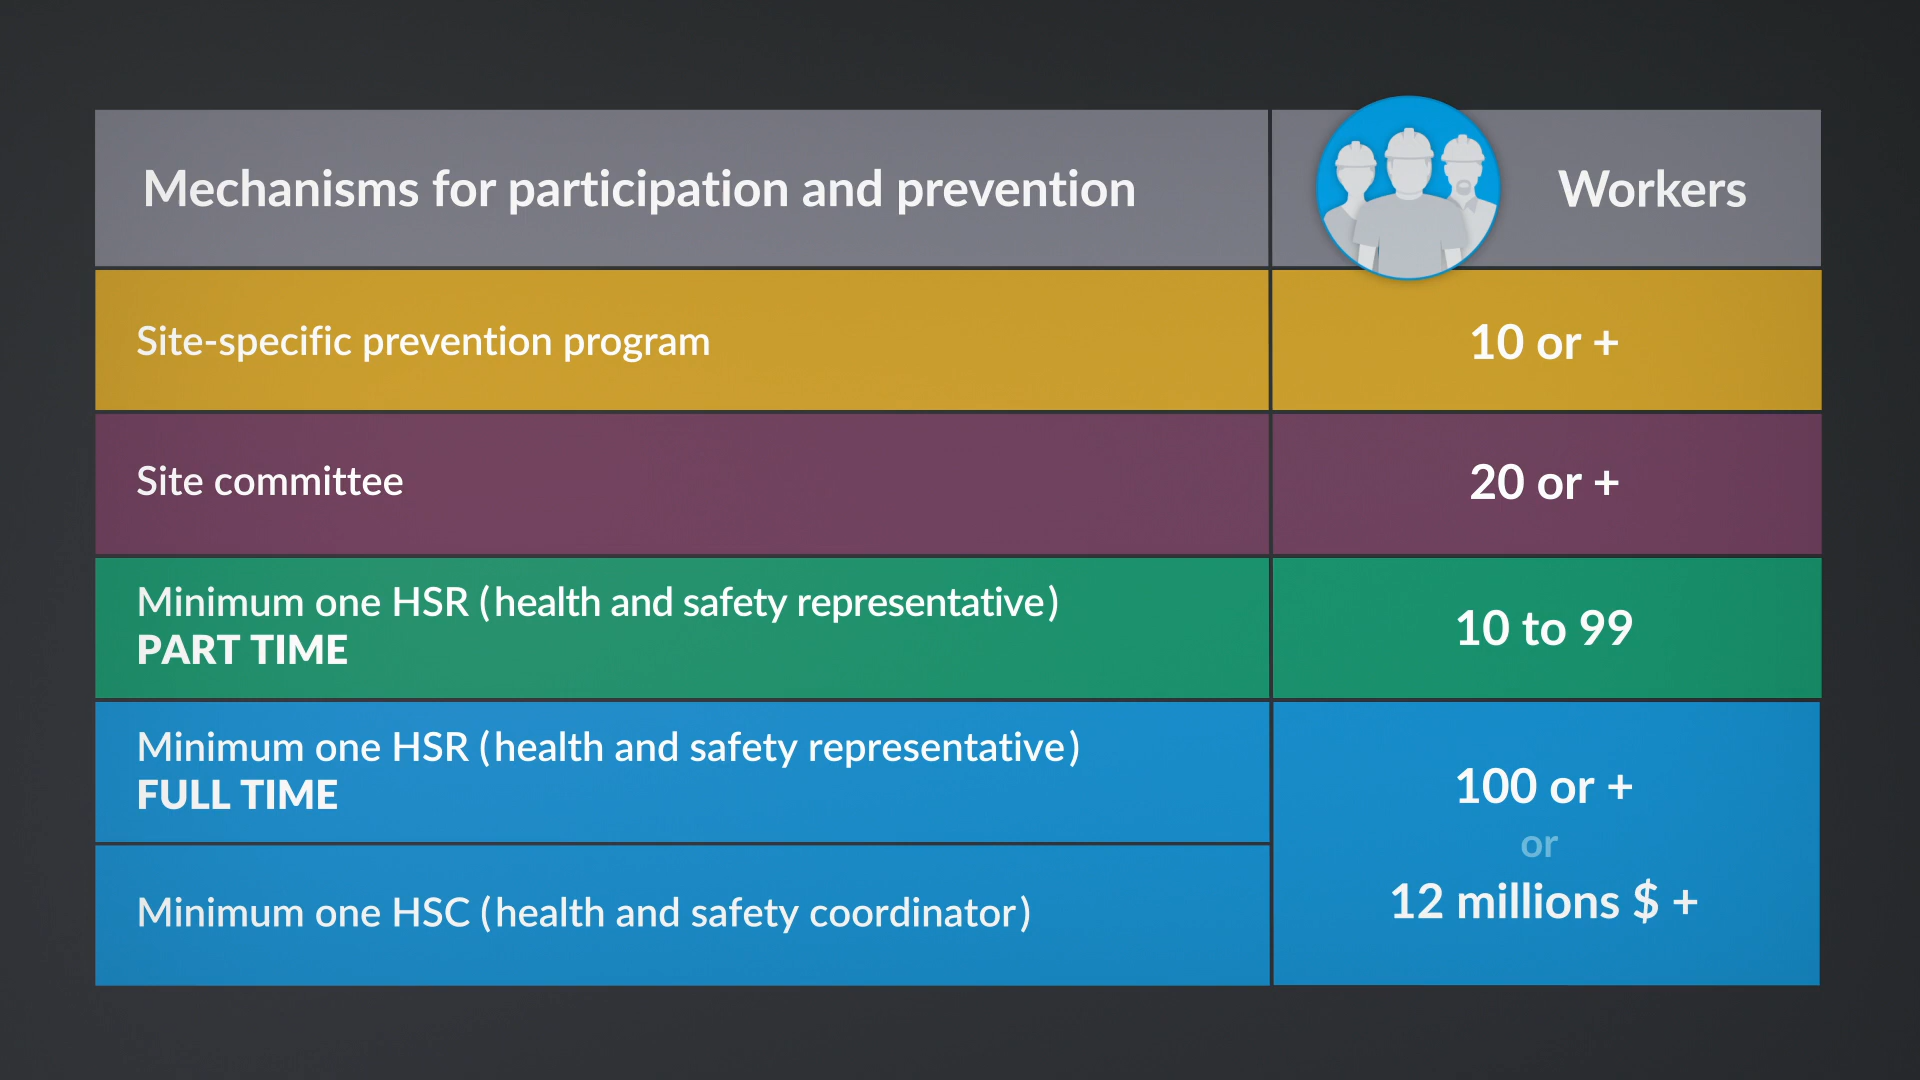 Mechanisms for participation and prevention
Workers
Site-specific prevention program
10 or +
Site committee
20 or +
Minimum one HSR (health and safety representative)
PART TIME
10 to 99
Minimum one HSR (health and safety representative)
FULL TIME
100 or +
or
12 millions $ +
Minimum one HSC (health and safety coordinator)